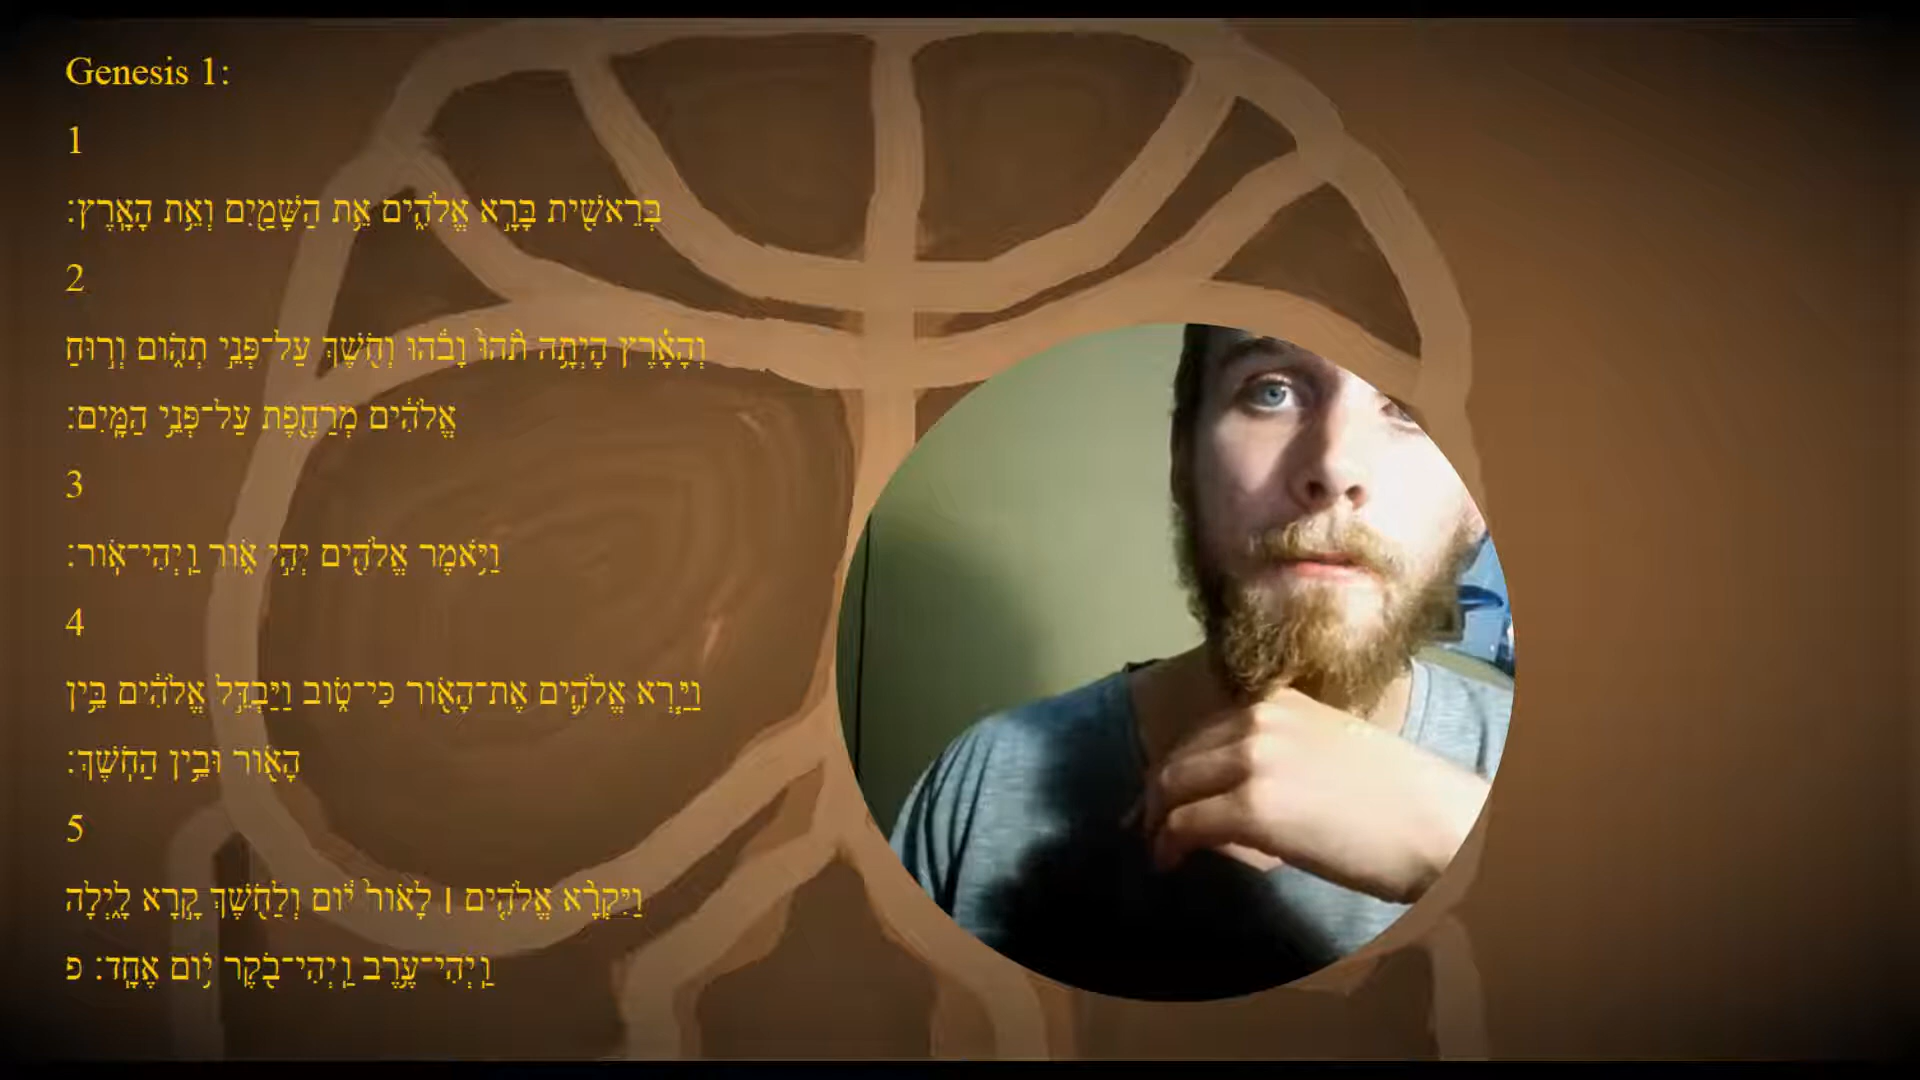 Genesis 1:
1
בְּרֵאשִׁ֖ית בָּרָ֣א אֱלֹהִ֑ים אֵ֥ת הַשָּׁמַ֖יִם וְאֵ֥ת הָאָֽרֶץ׃
2
וְהָאָ֗רֶץ הָיְתָ֥ה תֹ֙הוּ֙ וָבֹ֔הוּ וְחֹ֖שֶׁךְ עַל־פְּנֵ֣י תְה֑וֹם וְר֣וּחַ
אֱלֹהִ֔ים מְרַחֶ֖פֶת עַל־פְּנֵ֥י הַמָּֽיִם׃
3
וַיֹּ֥אמֶר אֱלֹהִ֖ים יְהִ֣י א֑וֹר וַֽיְהִי־אֽוֹר׃
4
וַיַּ֧רְא אֱלֹהִ֛ים אֶת־הָא֖וֹר כִּי־ט֑וֹב וַיַּבְדֵּ֣ל אֱלֹהִ֔ים בֵּ֥ין
הָא֖וֹר וּבֵ֥ין הַחֹֽשֶׁךְ׃
5
וַיִּקְרָ֨א אֱלֹהִ֤ים ׀ לָאוֹר֙ י֔וֹם וְלַחֹ֖שֶׁךְ קָ֣רָא לָ֑יְלָה
וַֽיְהִי־עֶ֥רֶב וַֽיְהִי־בֹ֖קֶר י֥וֹם אֶחָֽד׃ פ